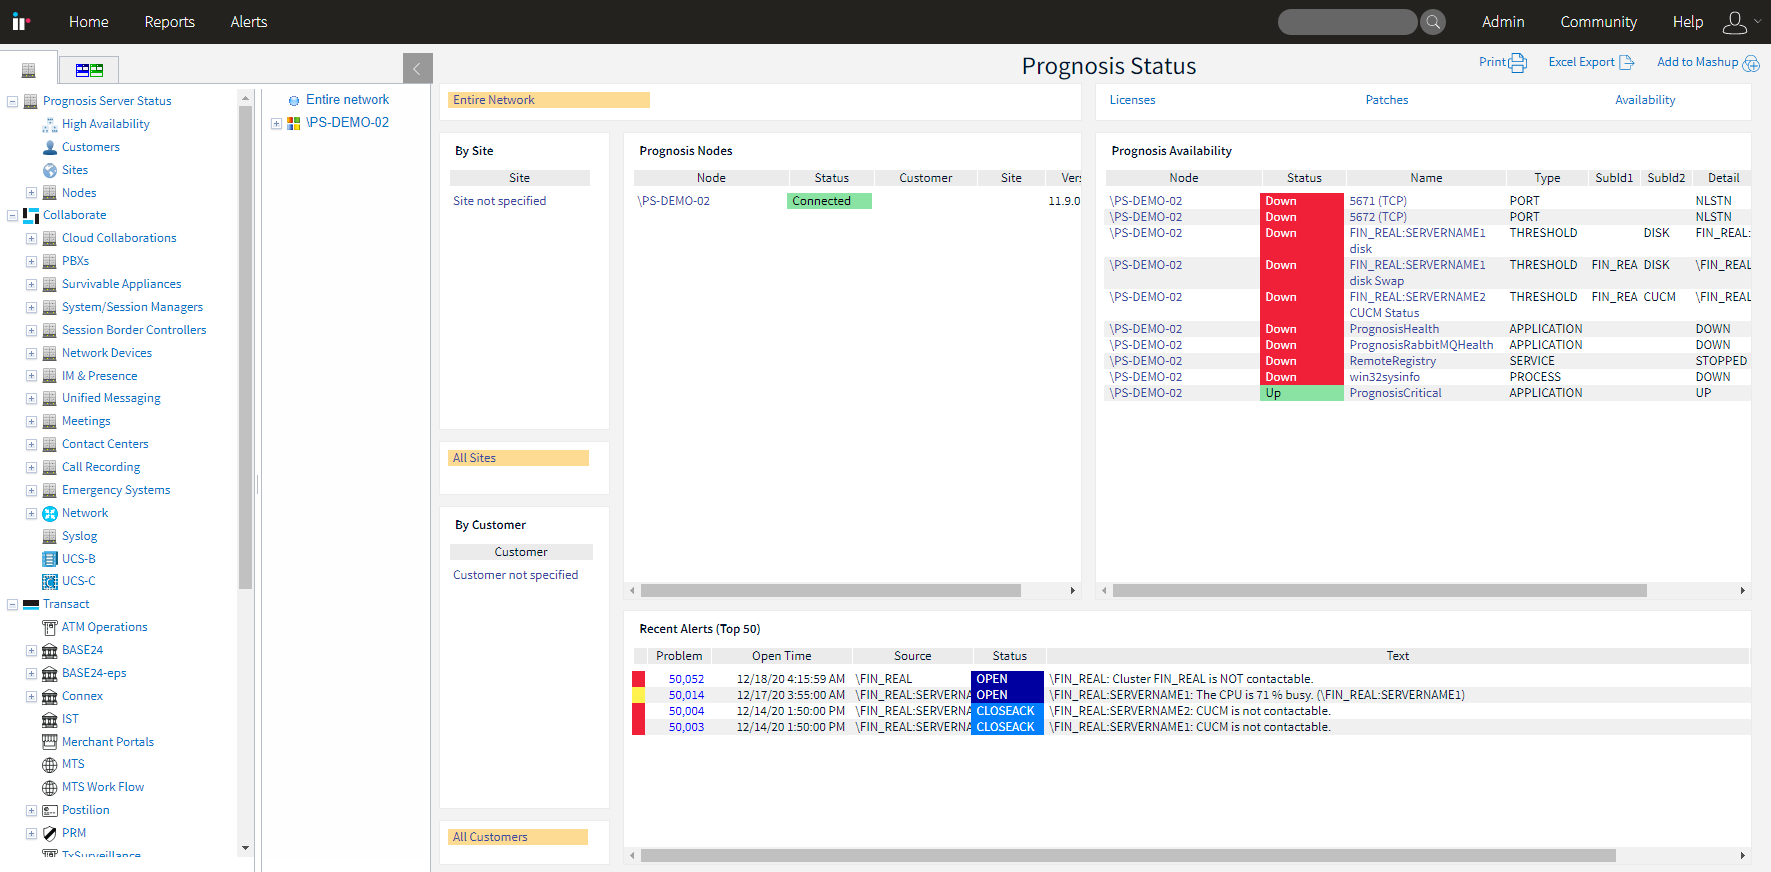 ir Home Reports Alerts Admin Community Help
Prognosis Status
Print Excel Export Add to Mashup
Prognosis Server Status
High Availability
Customers
Sites
Nodes
Collaborate
Cloud Collaborations
PBXs
Survivable Appliances
System/Session Managers
Session Border Controllers
Network Devices
IM & Presence
Unified Messaging
Meetings
Contact Centers
Call Recording
Emergency Systems
Network
Syslog
UCS-B
UCS-C
Transact
ATM Operations
BASE24
BASE24-eps
Connex
IST
Merchant Portals
MTS
MTS Work Flow
Postilion
PRM
TxSurveillance
Entire network
\PS-DEMO-02
Entire Network
Licenses Patches Availability
By Site
Site
Site not specified
All Sites
By Customer
Customer
Customer not specified
All Customers
Prognosis Nodes
Node Status Customer Site Ver
\PS-DEMO-02 Connected 11.9.0
Prognosis Availability
Node Status Name Type SubId1 SubId2 Detail
\PS-DEMO-02 Down 5671 (TCP) PORT NLSTN
\PS-DEMO-02 Down 5672 (TCP) PORT NLSTN
\PS-DEMO-02 Down FIN_REAL:SERVERNAME1 THRESHOLD DISK FIN_REAL:
disk
\PS-DEMO-02 Down FIN_REAL:SERVERNAME1 THRESHOLD FIN_REA DISK \FIN_REAL
disk Swap
\PS-DEMO-02 Down FIN_REAL:SERVERNAME2 THRESHOLD FIN_REA CUCM \FIN_REAL
CUCM Status
\PS-DEMO-02 Down PrognosisHealth APPLICATION DOWN
\PS-DEMO-02 Down PrognosisRabbitMQHealth APPLICATION DOWN
\PS-DEMO-02 Down RemoteRegistry SERVICE STOPPED
\PS-DEMO-02 Down win32sysinfo PROCESS DOWN
\PS-DEMO-02 Up PrognosisCritical APPLICATION UP
Recent Alerts (Top 50)
Problem Open Time Source Status Text
50,052 12/18/20 4:15:59 AM \FIN_REAL OPEN \FIN_REAL: Cluster FIN_REAL is NOT contactable.
50,014 12/17/20 3:55:00 AM \FIN_REAL:SERVERNA OPEN \FIN_REAL:SERVERNAME1: The CPU is 71 % busy. (\FIN_REAL:SERVERNAME1)
50,004 12/14/20 1:50:00 PM \FIN_REAL:SERVERNA CLOSEACK \FIN_REAL:SERVERNAME2: CUCM is not contactable.
50,003 12/14/20 1:50:00 PM \FIN_REAL:SERVERNA CLOSEACK \FIN_REAL:SERVERNAME1: CUCM is not contactable.